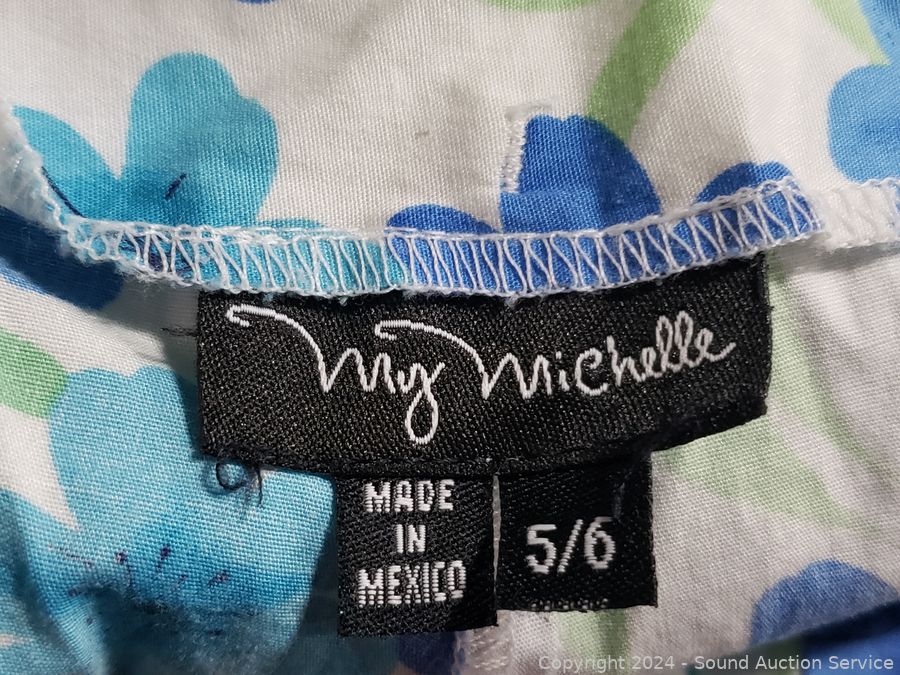 My Michelle
MADE
IN
MEXICO
5/6
Copyright 2024 - Sound Auction Service